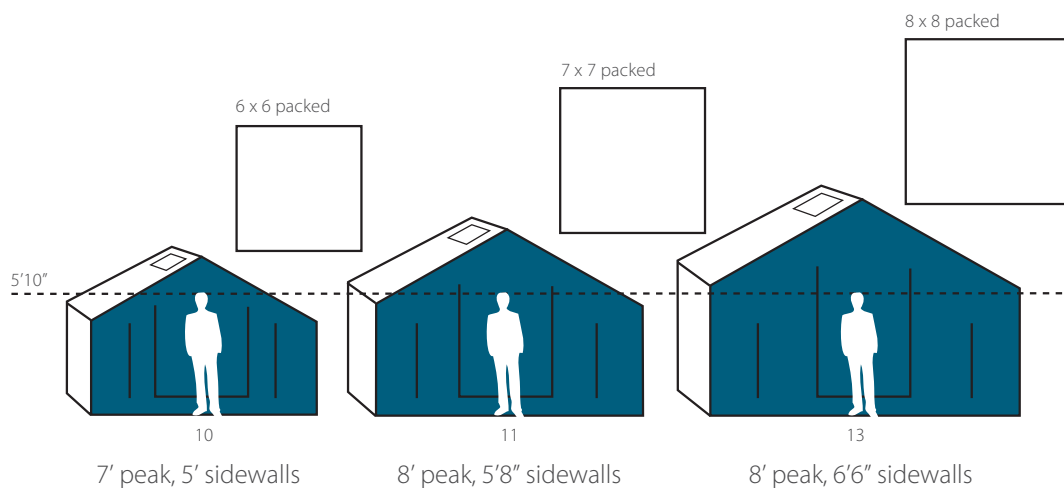 8 x 8 packed
7 x 7 packed
6 x 6 packed
5’10”
10
11
13
7’ peak, 5’ sidewalls
8’ peak, 5’8” sidewalls
8’ peak, 6’6” sidewalls